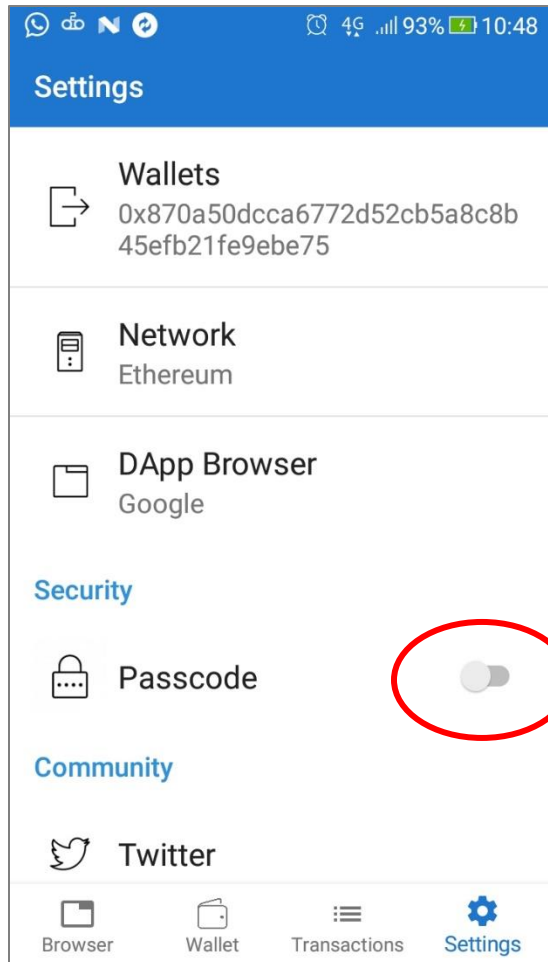 4G 93% 10:48
Settings
Wallets
0x870a50dcca6772d52cb5a8c8b
45efb21fe9ebe75
Network
Ethereum
DApp Browser
Google
Security
Passcode
Community
Twitter
Browser Wallet Transactions Settings